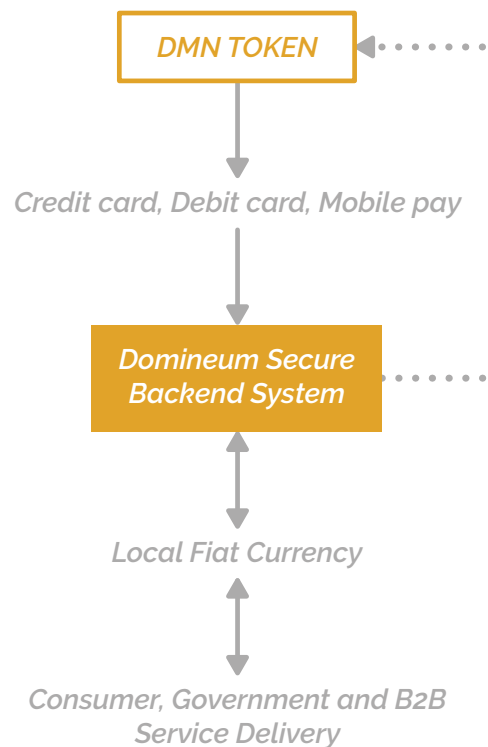 DMN TOKEN
Credit card, Debit card, Mobile pay
Domineum Secure
Backend System
Local Fiat Currency
Consumer, Government and B2B
Service Delivery